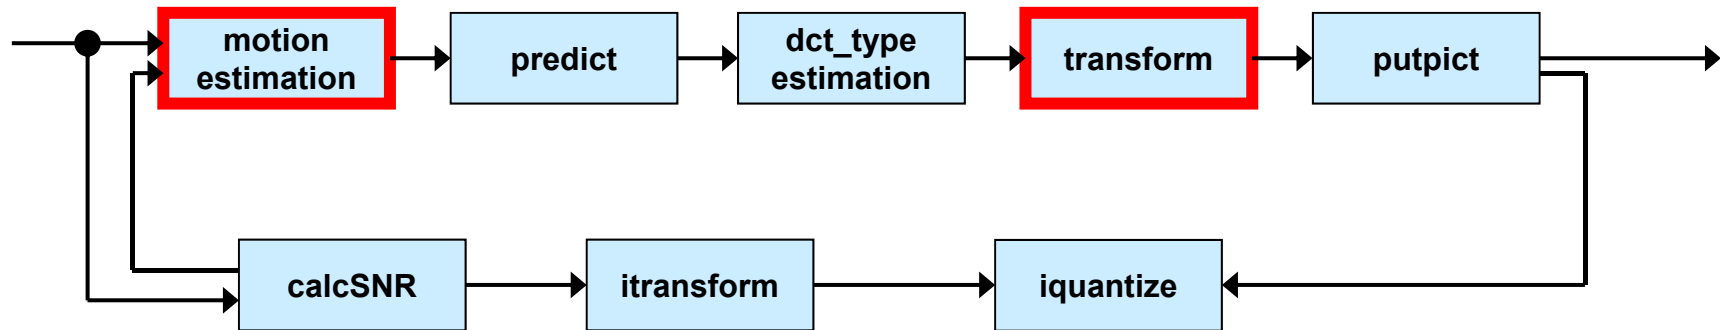 motion
estimation
predict
dct_type
estimation
transform
putpict
calcSNR
itransform
iquantize